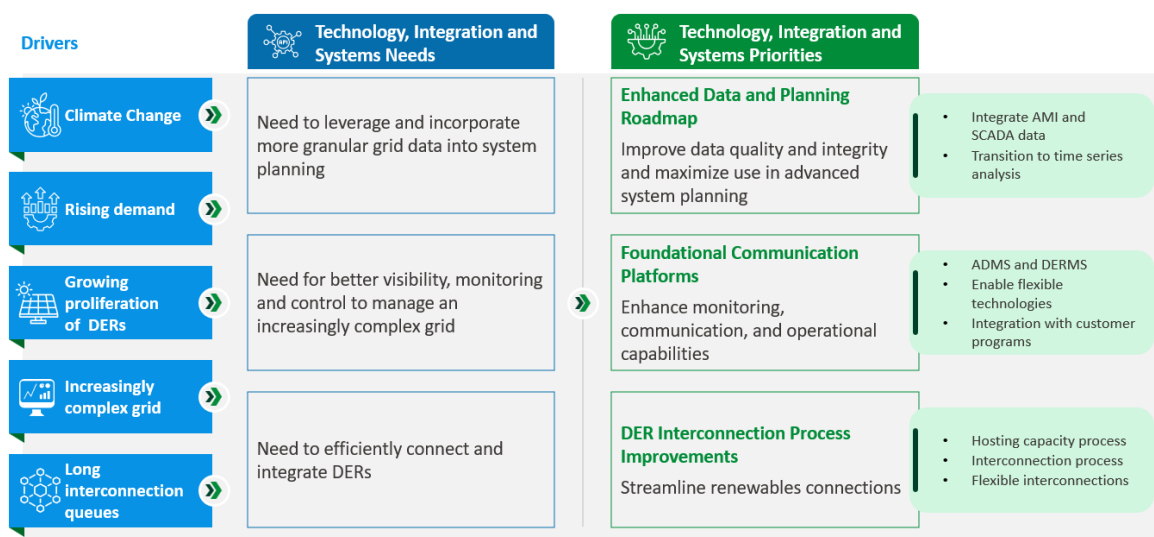 Drivers
Technology, Integration and
Systems Needs
Technology, Integration and
Systems Priorities
Climate Change
Rising demand
Growing
proliferation
of DERs
Increasingly
complex grid
Long
interconnection
queues
Need to leverage and incorporate
more granular grid data into system
planning
Need for better visibility, monitoring
and control to manage an
increasingly complex grid
Need to efficiently connect and
integrate DERs
Enhanced Data and Planning
Roadmap
Improve data quality and integrity
and maximize use in advanced
system planning
• Integrate AMI and
SCADA data
• Transition to time series
analysis
Foundational Communication
Platforms
Enhance monitoring,
communication, and operational
capabilities
• ADMS and DERMS
• Enable flexible
technologies
• Integration with customer
programs
DER Interconnection Process
Improvements
Streamline renewables connections
• Hosting capacity process
• Interconnection process
• Flexible interconnections